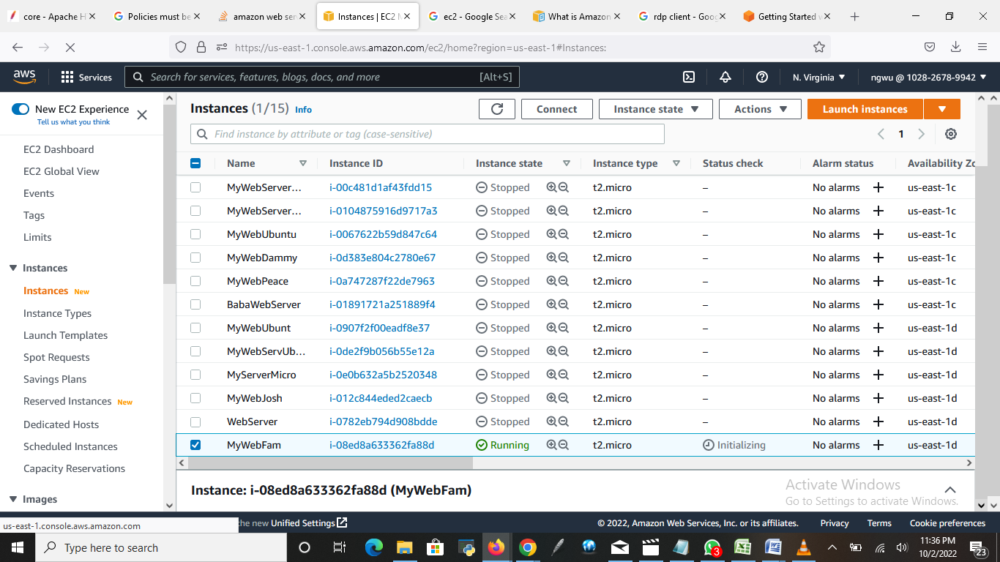 core - Apache H
Policies must be
amazon web ser
Instances | EC2 M
ec2 - Google Sea
What is Amazon
rdp client - Goog
Getting Started v
https://us-east-1.console.aws.amazon.com/ec2/home?region=us-east-1#Instances:
aws
Services
Search for services, features, blogs, docs, and more
[Alt+S]
N. Virginia
ngwu @ 1028-2678-9942
New EC2 Experience
Tell us what you think
EC2 Dashboard
EC2 Global View
Events
Tags
Limits
Instances
Instances New
Instance Types
Launch Templates
Spot Requests
Savings Plans
Reserved Instances New
Dedicated Hosts
Scheduled Instances
Capacity Reservations
Images
Instances (1/15) Info
Connect
Instance state
Actions
Launch instances
Find instance by attribute or tag (case-sensitive)
1
Name Instance ID Instance state Instance type Status check Alarm status Availability Zo
MyWebServer... i-00c481d1af43fdd15 Stopped t2.micro – No alarms + us-east-1c
MyWebServer... i-0104875916d9717a3 Stopped t2.micro – No alarms + us-east-1c
MyWebUbuntu i-0067622b59d847c64 Stopped t2.micro – No alarms + us-east-1c
MyWebDammy i-0d383e804c2780e67 Stopped t2.micro – No alarms + us-east-1c
MyWebPeace i-0a747287f22de7963 Stopped t2.micro – No alarms + us-east-1c
BabaWebServer i-01891721a251889f4 Stopped t2.micro – No alarms + us-east-1c
MyWebUbunt i-0907f2f00eadf8e37 Stopped t2.micro – No alarms + us-east-1d
MyWebServUb... i-0de2f9b056b55e12a Stopped t2.micro – No alarms + us-east-1d
MyServerMicro i-0e0b632a5b2520348 Stopped t2.micro – No alarms + us-east-1d
MyWebJosh i-012c844eded2caecb Stopped t2.micro – No alarms + us-east-1d
WebServer i-0782eb794d908bdde Stopped t2.micro – No alarms + us-east-1d
MyWebFam i-08ed8a633362fa88d Running t2.micro Initializing No alarms + us-east-1d
Instance: i-08ed8a633362fa88d (MyWebFam)
Activate Windows
Go to Settings to activate Windows.
us-east-1.console.aws.amazon.com
the new Unified Settings
© 2022, Amazon Web Services, Inc. or its affiliates.
Privacy
Terms
Cookie preferences
Type here to search
3
11:36 PM
10/2/2022
23